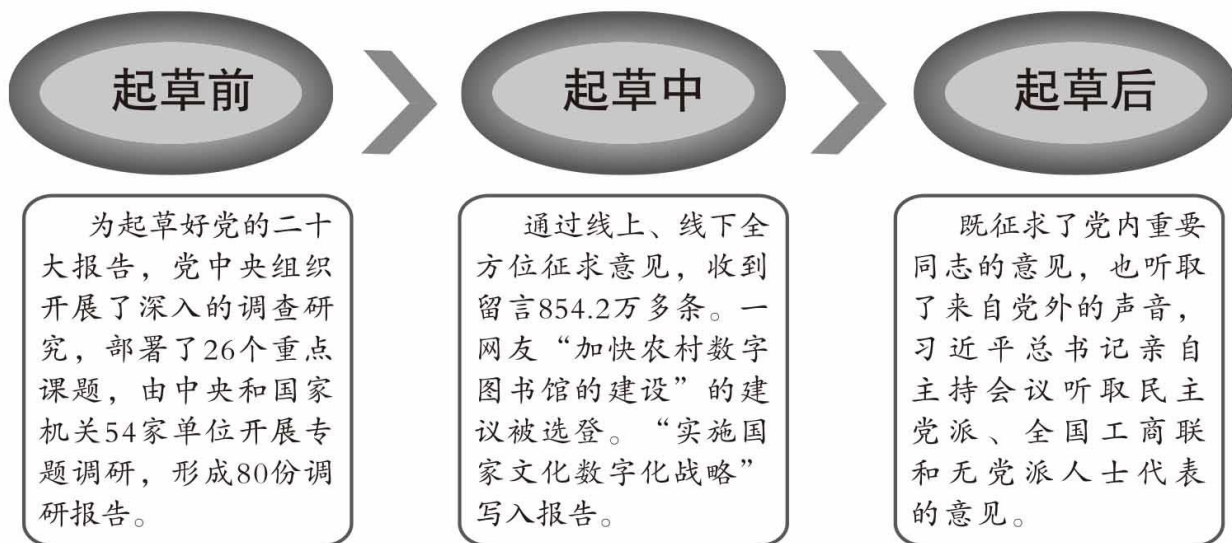 起草前
起草中
起草后
为起草好党的二十
大报告，党中央组织
开展了深入的调查研
究，部署了26个重点
课题，由中央和国家
机关54家单位开展专
题调研，形成80份调
研报告。
通过线上、线下全
方位征求意见，收到
留言854.2万多条。一
网友“加快农村数字
图书馆的建设”的建
议被选登。“实施国
家文化数字化战略”
写入报告。
既征求了党内重要
同志的意见，也听取
了来自党外的声音，
习近平总书记亲自
主持会议听取民主
党派、全国工商联
和无党派人士代表
的意见。